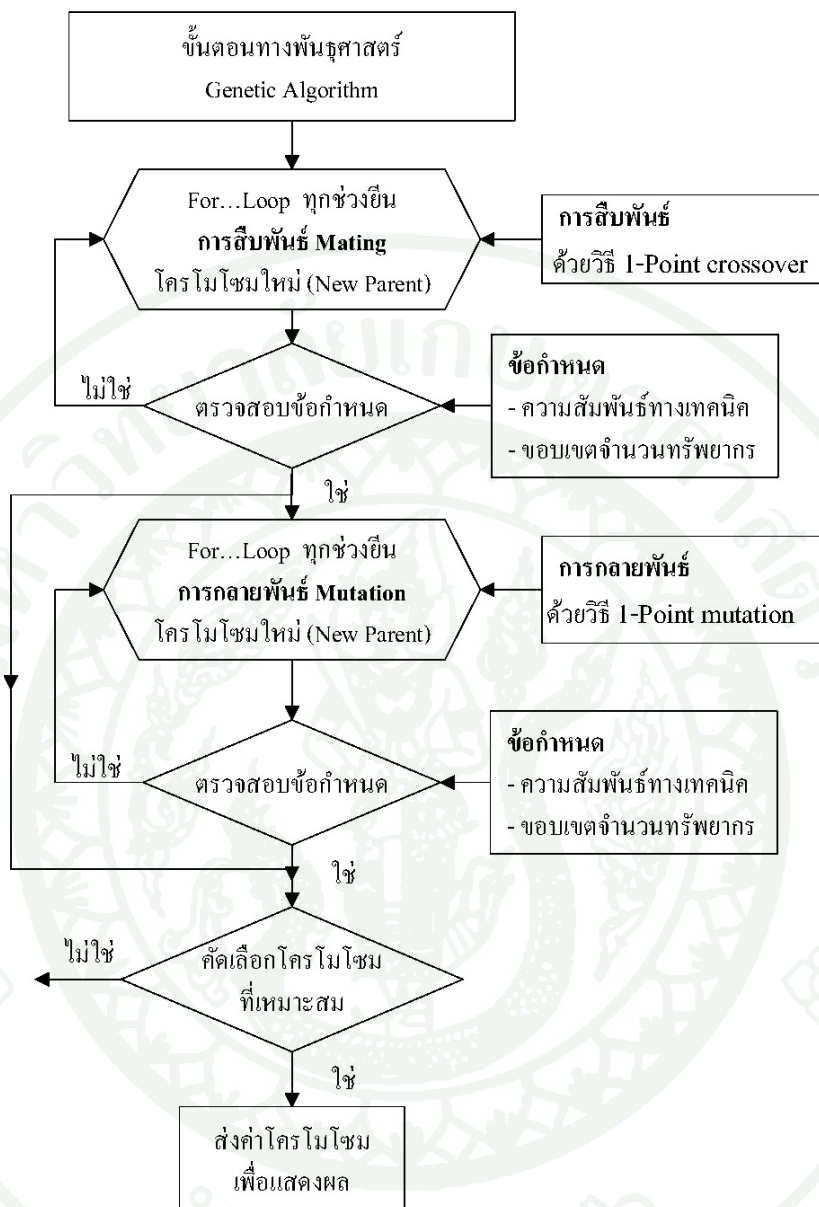 ขั้นตอนทางพันธุศาสตร์
Genetic Algorithm
For...Loop ทุกช่วงยีน
การสืบพันธ์ Mating
โครโมโซมใหม่ (New Parent)
การสืบพันธ์
ด้วยวิธี 1-Point crossover
ไม่ใช่
ตรวจสอบข้อกำหนด
ข้อกำหนด
- ความสัมพันธ์ทางเทคนิค
- ขอบเขตจำนวนทรัพยากร
ใช่
For...Loop ทุกช่วงยีน
การกลายพันธ์ Mutation
โครโมโซมใหม่ (New Parent)
การกลายพันธ์
ด้วยวิธี 1-Point mutation
ไม่ใช่
ตรวจสอบข้อกำหนด
ข้อกำหนด
- ความสัมพันธ์ทางเทคนิค
- ขอบเขตจำนวนทรัพยากร
ใช่
ไม่ใช่
คัดเลือกโครโมโซม
ที่เหมาะสม
ใช่
ส่งค่าโครโมโซม
เพื่อแสดงผล